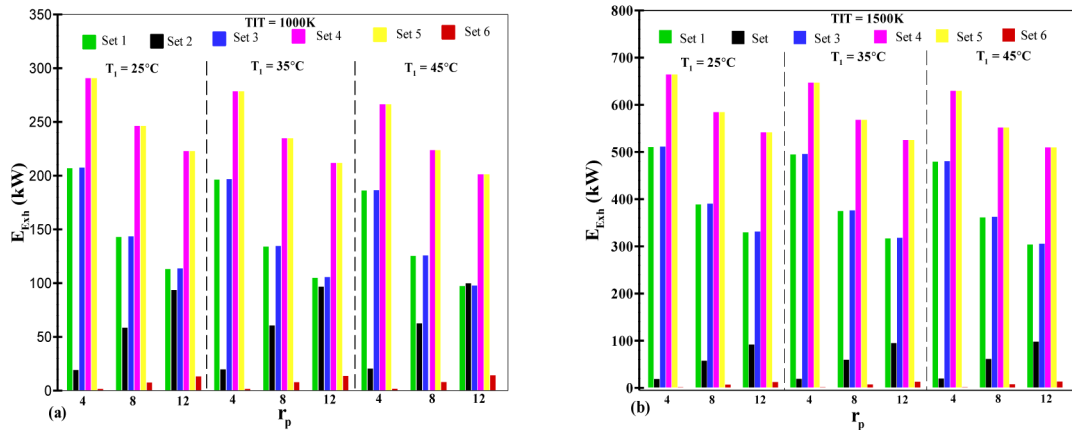 TIT = 1000K
Set 1 Set 2 Set 3 Set 4 Set 5 Set 6
T1 = 25°C T1 = 35°C T1 = 45°C
350
300
250
200
150
100
50
0
E_Exh (kW)
4 8 12 4 8 12 4 8 12
(a) r_p
TIT = 1500K
Set 1 Set Set 3 Set 4 Set 5 Set 6
T1 = 25°C T1 = 35°C T1 = 45°C
800
700
600
500
400
300
200
100
0
E_Exh (kW)
4 8 12 4 8 12 4 8 12
(b) r_p